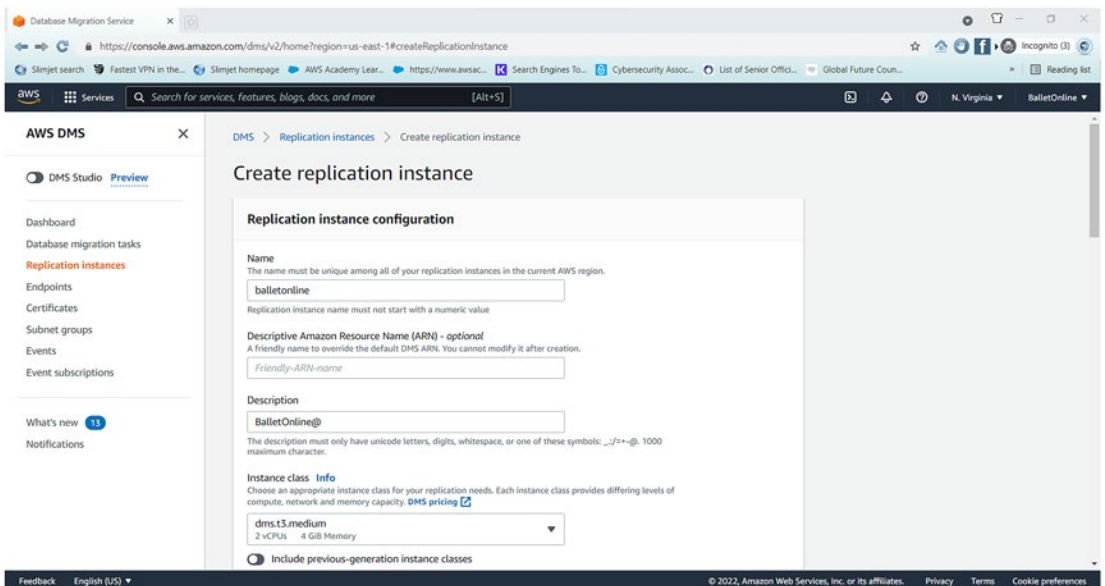 Database Migration Service
https://console.aws.amazon.com/dms/v2/home?region=us-east-1#createReplicationInstance
Incognito (3)
Slimjet search
Fastest VPN in the...
Slimjet homepage
AWS Academy Lear...
https://www.awsac...
Search Engines To...
Cybersecurity Assoc...
List of Senior Offici...
Global Future Coun...
»
Reading list
aws
Services
Search for services, features, blogs, docs, and more
[Alt+S]
N. Virginia
BalletOnline
AWS DMS
DMS Studio Preview
Dashboard
Database migration tasks
Replication instances
Endpoints
Certificates
Subnet groups
Events
Event subscriptions
What's new 13
Notifications
DMS > Replication instances > Create replication instance
Create replication instance
Replication instance configuration
Name
The name must be unique among all of your replication instances in the current AWS region.
balletonline
Replication instance name must not start with a numeric value
Descriptive Amazon Resource Name (ARN) - optional
A friendly name to override the default DMS ARN. You cannot modify it after creation.
Friendly-ARN-name
Description
BalletOnline@
The description must only have unicode letters, digits, whitespace, or one of these symbols: _.:/=+-@. 1000
maximum character.
Instance class Info
Choose an appropriate instance class for your replication needs. Each instance class provides differing levels of
compute, network and memory capacity. DMS pricing
dms.t3.medium
2 vCPUs 4 GiB Memory
Include previous-generation instance classes
Feedback English (US)
© 2022, Amazon Web Services, Inc. or its affiliates. Privacy Terms Cookie preferences